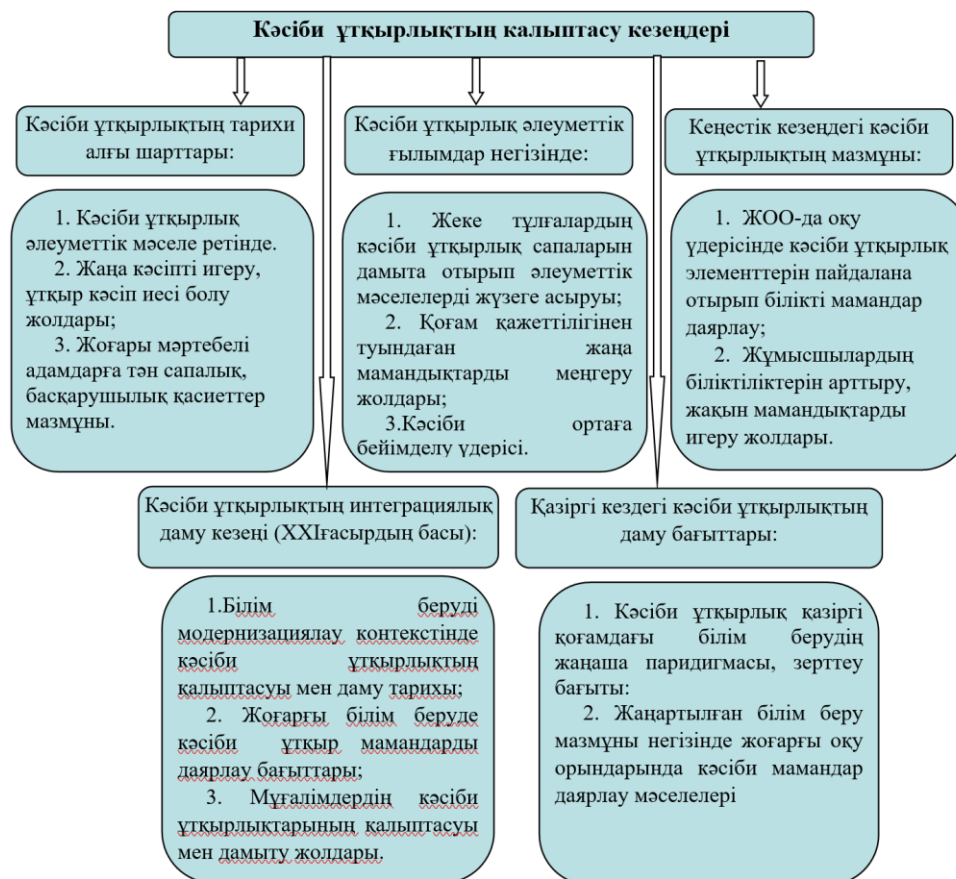 Кәсіби ұтқырлықтың калыптасу кезеңдері
Кәсіби ұтқырлықтың тарихи
алғы шарттары:
1. Кәсіби ұтқырлық
әлеуметтік мәселе ретінде.
2. Жаңа кәсіпті игеру,
ұтқыр кәсіп иесі болу
жолдары;
3. Жоғары мәртебелі
адамдарға тән сапалық,
басқарушылық қасиеттер
мазмұны.
Кәсіби ұтқырлық әлеуметтік
ғылымдар негізінде:
1. Жеке тұлғалардың
кәсіби ұтқырлық сапаларын
дамыта отырып әлеуметтік
мәселелерді жүзеге асыруы;
2. Қоғам қажеттілігінен
туындаған жаңа
мамандықтарды меңгеру
жолдары;
3.Кәсіби ортаға
бейімделу үдерісі.
Кеңестік кезеңдегі кәсіби
ұтқырлықтың мазмұны:
1. ЖОО-да оқу
үдерісінде кәсіби ұтқырлық
элементтерін пайдалана
отырып білікті мамандар
даярлау;
2. Жұмысшылардың
біліктіліктерін арттыру,
жақын мамандықтарды
игеру жолдары.
Кәсіби ұтқырлықтың интеграциялық
даму кезеңі (ХХІғасырдың басы):
1.Білім беруді
модернизациялау контекстінде
кәсіби ұтқырлықтың
қалыптасуы мен даму тарихы;
2. Жоғарғы білім беруде
кәсіби ұтқыр мамандарды
даярлау бағыттары;
3. Мұғалімдердің кәсіби
ұтқырлықтарының қалыптасуы
мен дамыту жолдары.
Қазіргі кездегі кәсіби ұтқырлықтың
даму бағыттары:
1. Кәсіби ұтқырлық қазіргі
қоғамдағы білім берудің
жаңаша паридигмасы, зерттеу
бағыты:
2. Жаңартылған білім беру
мазмұны негізінде жоғарғы оқу
орындарында кәсіби мамандар
даярлау мәселелері